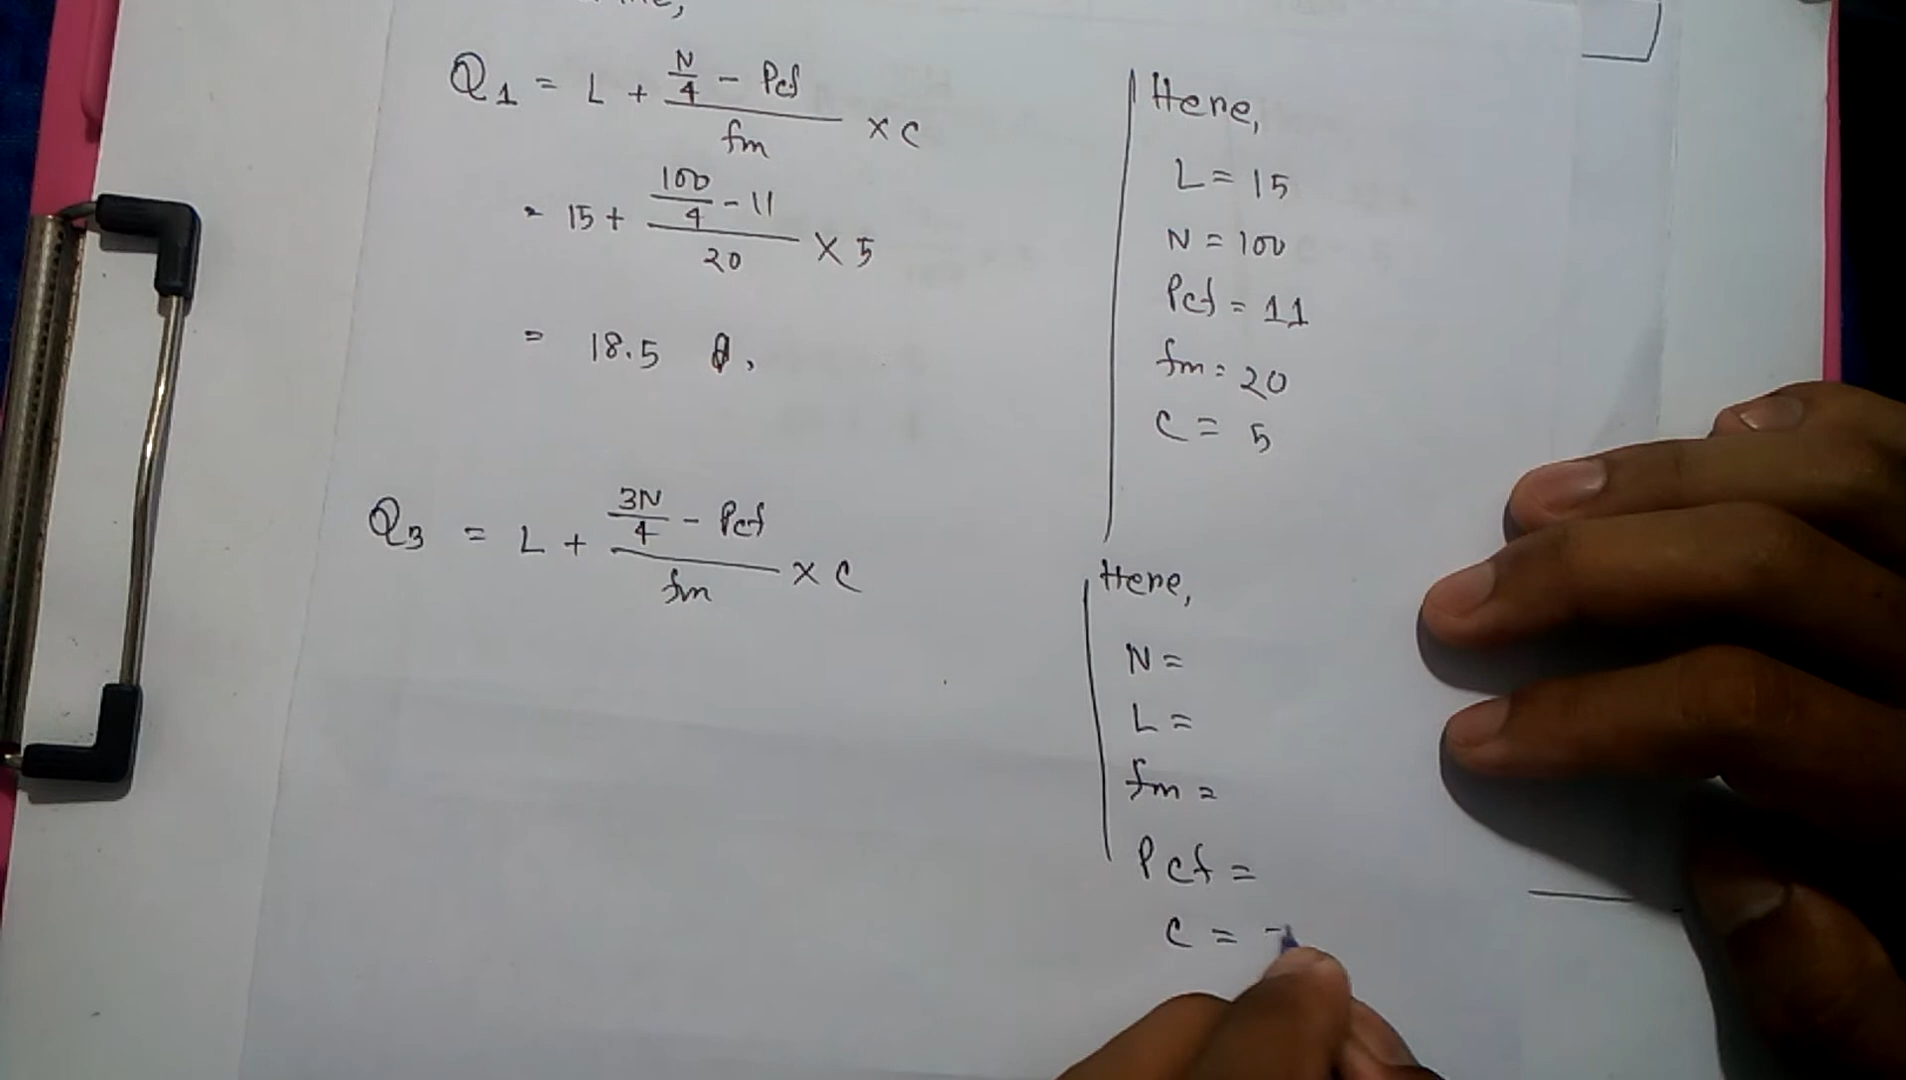 Q1 = L + N/4 - Pcf / fm × C
= 15 + 100/4 - 11 / 20 × 5
= 18.5
Q3 = L + 3N/4 - Pcf / fm × C
Here,
L = 15
N = 100
Pcf = 11
fm = 20
C = 5
Here,
N =
L =
fm =
Pcf =
C =